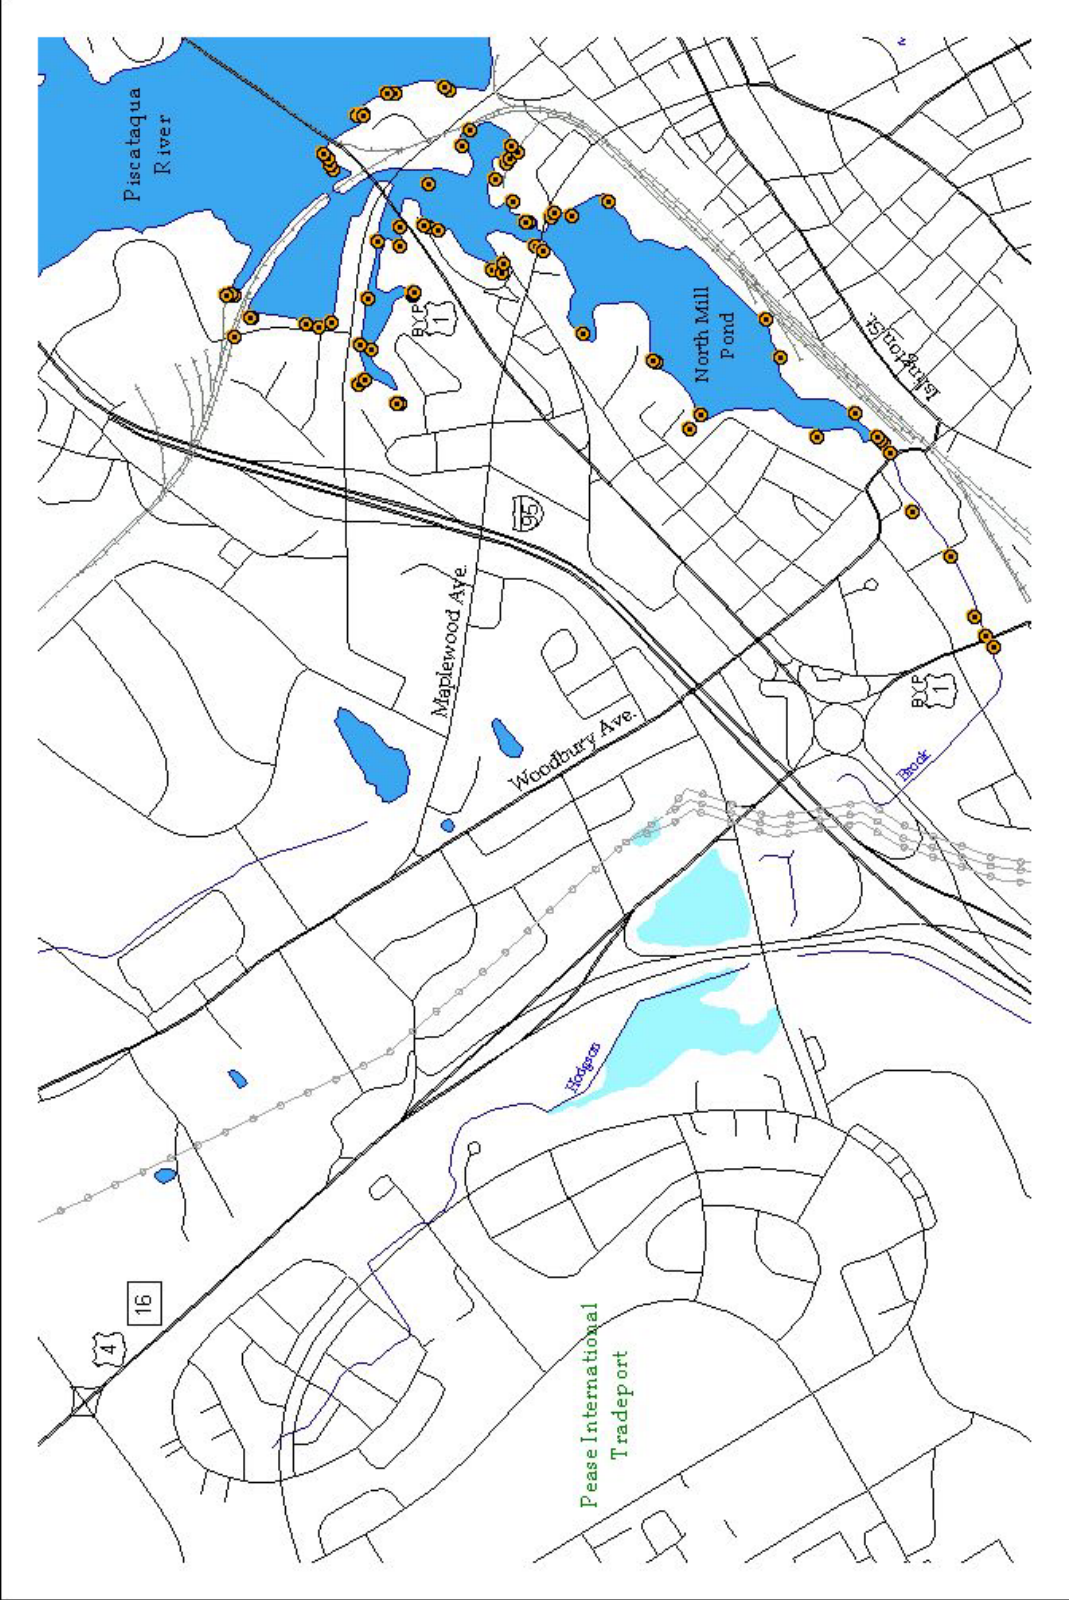 Piscataqua
River
North Mill
Pond
Islington St.
BYP
1
95
Maplewood Ave.
Woodbury Ave.
BYP
1
Brook
Hodgson
16
4
Pease International
Tradeport